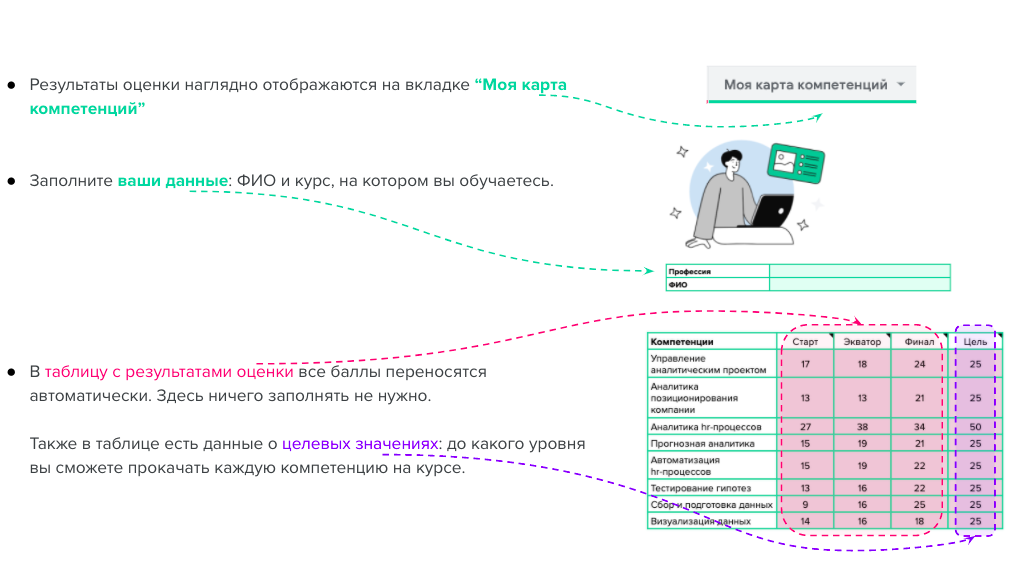 Результаты оценки наглядно отображаются на вкладке “Моя карта
компетенций”
Моя карта компетенций
Заполните ваши данные: ФИО и курс, на котором вы обучаетесь.
Профессия
ФИО
В таблицу с результатами оценки все баллы переносятся
автоматически. Здесь ничего заполнять не нужно.
Также в таблице есть данные о целевых значениях: до какого уровня
вы сможете прокачать каждую компетенцию на курсе.
Компетенции Старт Экватор Финал Цель
Управление
аналитическим проектом 17 18 24 25
Аналитика
позиционирования
компании 13 13 21 25
Аналитика hr-процессов 27 38 34 50
Прогнозная аналитика 15 19 21 25
Автоматизация
hr-процессов 15 19 22 25
Тестирование гипотез 13 16 22 25
Сбор и подготовка данных 9 16 25 25
Визуализация данных 14 16 18 25